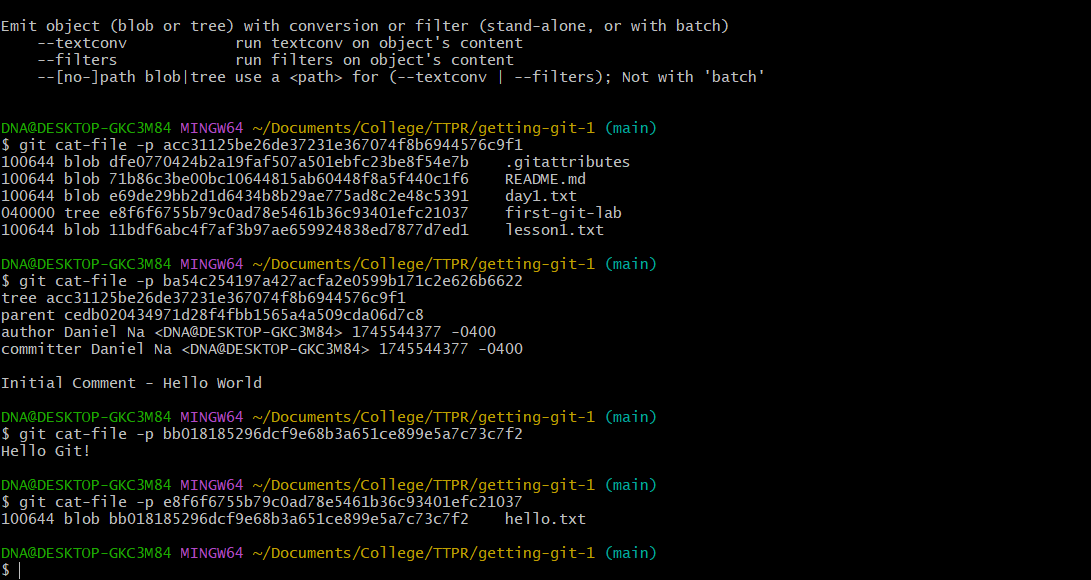 Emit object (blob or tree) with conversion or filter (stand-alone, or with batch)
    --textconv            run textconv on object's content
    --filters             run filters on object's content
    --[no-]path blob|tree use a <path> for (--textconv | --filters); Not with 'batch'

DNA@DESKTOP-GKC3M84 MINGW64 ~/Documents/College/TTPR/getting-git-1 (main)
$ git cat-file -p acc31125be26de37231e367074f8b6944576c9f1
100644 blob dfe0770424b2a19faf507a501ebfc23be8f54e7b    .gitattributes
100644 blob 71b86c3be00bc10644815ab60448f8a5f440c1f6    README.md
100644 blob e69de29bb2d1d6434b8b29ae775ad8c2e48c5391    day1.txt
040000 tree e8f6f6755b79c0ad78e5461b36c93401efc21037    first-git-lab
100644 blob 11bdf6abc4f7af3b97ae659924838ed7877d7ed1    lesson1.txt

DNA@DESKTOP-GKC3M84 MINGW64 ~/Documents/College/TTPR/getting-git-1 (main)
$ git cat-file -p ba54c254197a427acfa2e0599b171c2e626b6622
tree acc31125be26de37231e367074f8b6944576c9f1
parent cedb020434971d28f4fbb1565a4a509cda06d7c8
author Daniel Na <DNA@DESKTOP-GKC3M84> 1745544377 -0400
committer Daniel Na <DNA@DESKTOP-GKC3M84> 1745544377 -0400

Initial Comment - Hello World

DNA@DESKTOP-GKC3M84 MINGW64 ~/Documents/College/TTPR/getting-git-1 (main)
$ git cat-file -p bb018185296dcf9e68b3a651ce899e5a7c73c7f2
Hello Git!

DNA@DESKTOP-GKC3M84 MINGW64 ~/Documents/College/TTPR/getting-git-1 (main)
$ git cat-file -p e8f6f6755b79c0ad78e5461b36c93401efc21037
100644 blob bb018185296dcf9e68b3a651ce899e5a7c73c7f2    hello.txt

DNA@DESKTOP-GKC3M84 MINGW64 ~/Documents/College/TTPR/getting-git-1 (main)
$